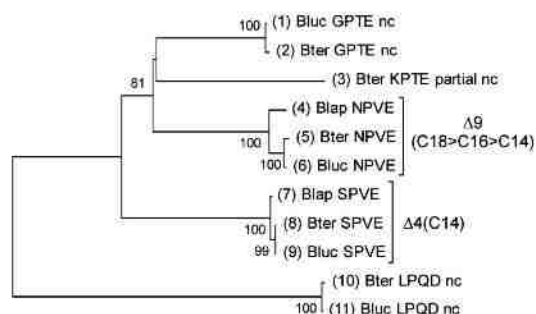 (1) Bluc GPTE nc
100
(2) Bter GPTE nc
81
(3) Bter KPTE partial nc
(4) Blap NPVE
Δ9
100
(5) Bter NPVE
(C18>C16>C14)
100
(6) Bluc NPVE
(7) Blap SPVE
100
(8) Bter SPVE
Δ4(C14)
99
(9) Bluc SPVE
(10) Bter LPQD nc
100
(11) Bluc LPQD nc